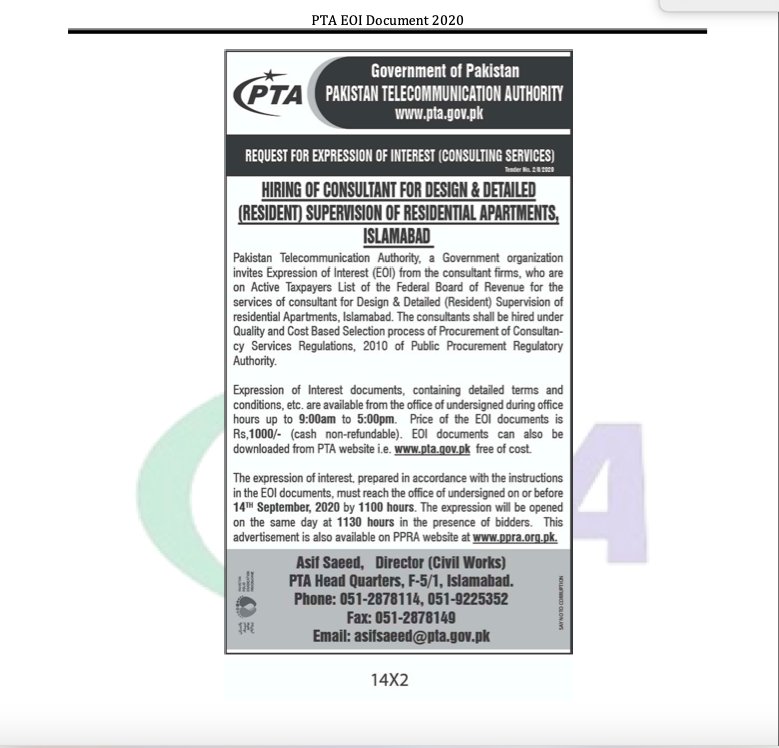 PTA EOI Document 2020
PTA
Government of Pakistan
PAKISTAN TELECOMMUNICATION AUTHORITY
www.pta.gov.pk
REQUEST FOR EXPRESSION OF INTEREST (CONSULTING SERVICES)
Tender No. 2/8/2020
HIRING OF CONSULTANT FOR DESIGN & DETAILED
(RESIDENT) SUPERVISION OF RESIDENTIAL APARTMENTS,
ISLAMABAD
Pakistan Telecommunication Authority, a Government organization
invites Expression of Interest (EOI) from the consultant firms, who are
on Active Taxpayers List of the Federal Board of Revenue for the
services of consultant for Design & Detailed (Resident) Supervision of
residential Apartments, Islamabad. The consultants shall be hired under
Quality and Cost Based Selection process of Procurement of Consultan-
cy Services Regulations, 2010 of Public Procurement Regulatory
Authority.
Expression of Interest documents, containing detailed terms and
conditions, etc. are available from the office of undersigned during office
hours up to 9:00am to 5:00pm. Price of the EOI documents is
Rs,1000/- (cash non-refundable). EOI documents can also be
downloaded from PTA website i.e. www.pta.gov.pk free of cost.
The expression of interest, prepared in accordance with the instructions
in the EOI documents, must reach the office of undersigned on or before
14TH September, 2020 by 1100 hours. The expression will be opened
on the same day at 1130 hours in the presence of bidders. This
advertisement is also available on PPRA website at www.ppra.org.pk.
Asif Saeed, Director (Civil Works)
PTA Head Quarters, F-5/1, Islamabad.
Phone: 051-2878114, 051-9225352
Fax: 051-2878149
Email: asifsaeed@pta.gov.pk
SAY NO TO CORRUPTION
14X2